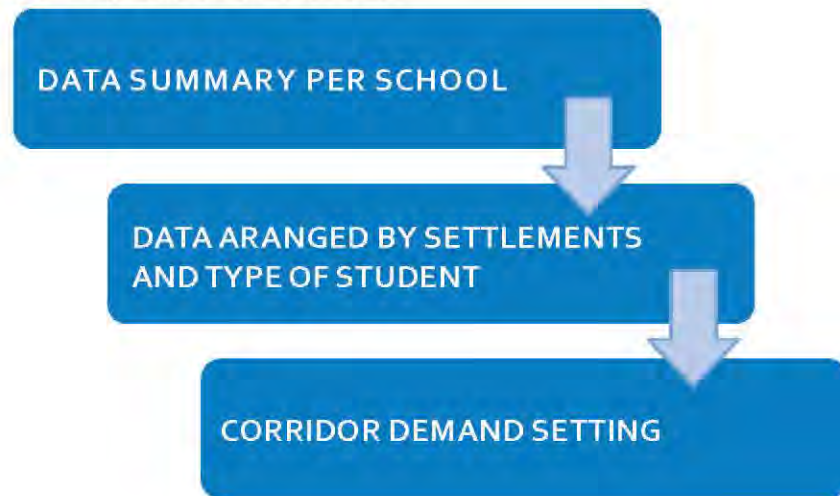 DATA SUMMARY PER SCHOOL
DATA ARANGED BY SETTLEMENTS
AND TYPE OF STUDENT
CORRIDOR DEMAND SETTING